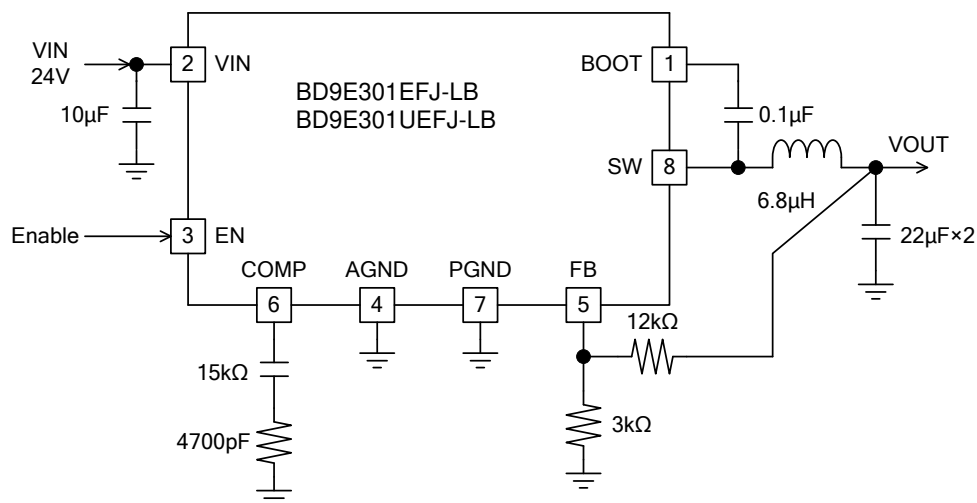 VIN
24V
2
VIN
10µF
BD9E301EFJ-LB
BD9E301UEFJ-LB
BOOT
1
0.1µF
SW
8
VOUT
6.8µH
22µF×2
Enable
3
EN
COMP
AGND
PGND
FB
6
4
7
5
12kΩ
15kΩ
4700pF
3kΩ